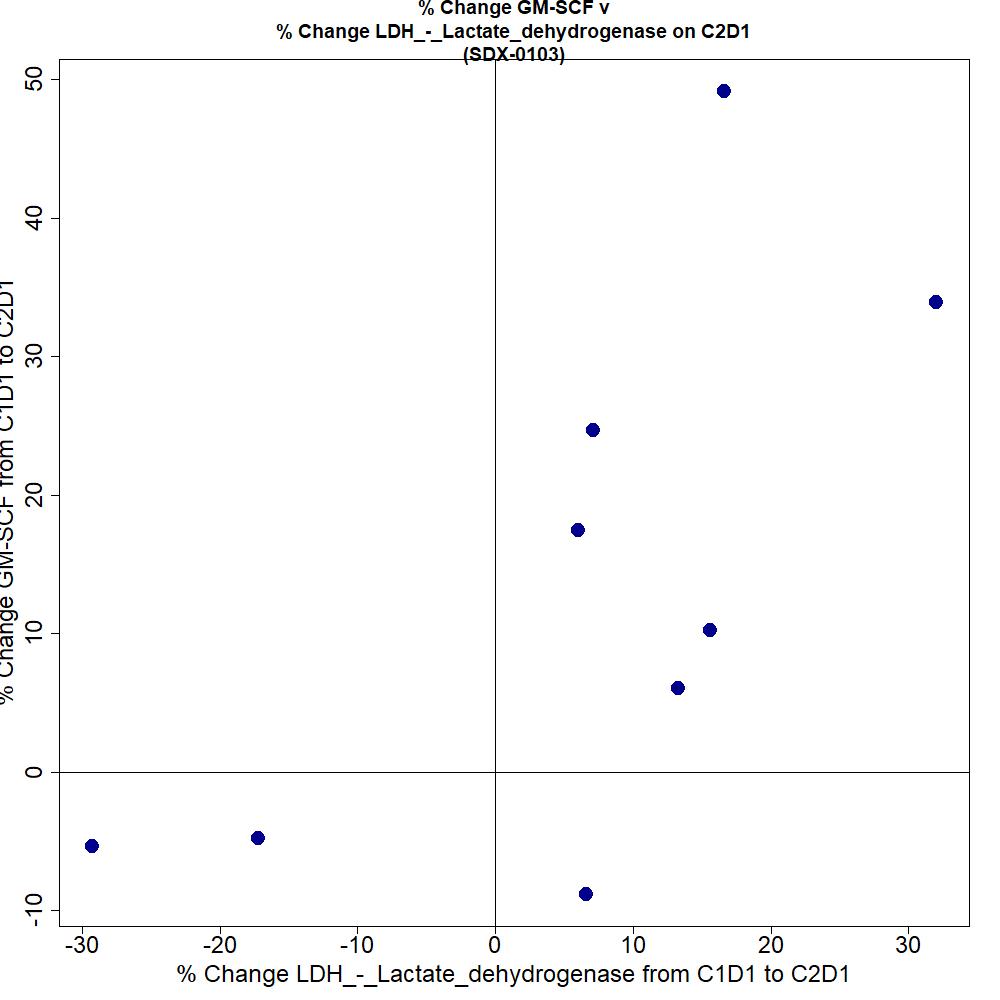 % Change GM-SCF v
% Change LDH_-_Lactate_dehydrogenase on C2D1
(SDX-0103)
% Change GM-SCF from C1D1 to C2D1
50
40
30
20
10
0
-10
-30
-20
-10
0
10
20
30
% Change LDH_-_Lactate_dehydrogenase from C1D1 to C2D1